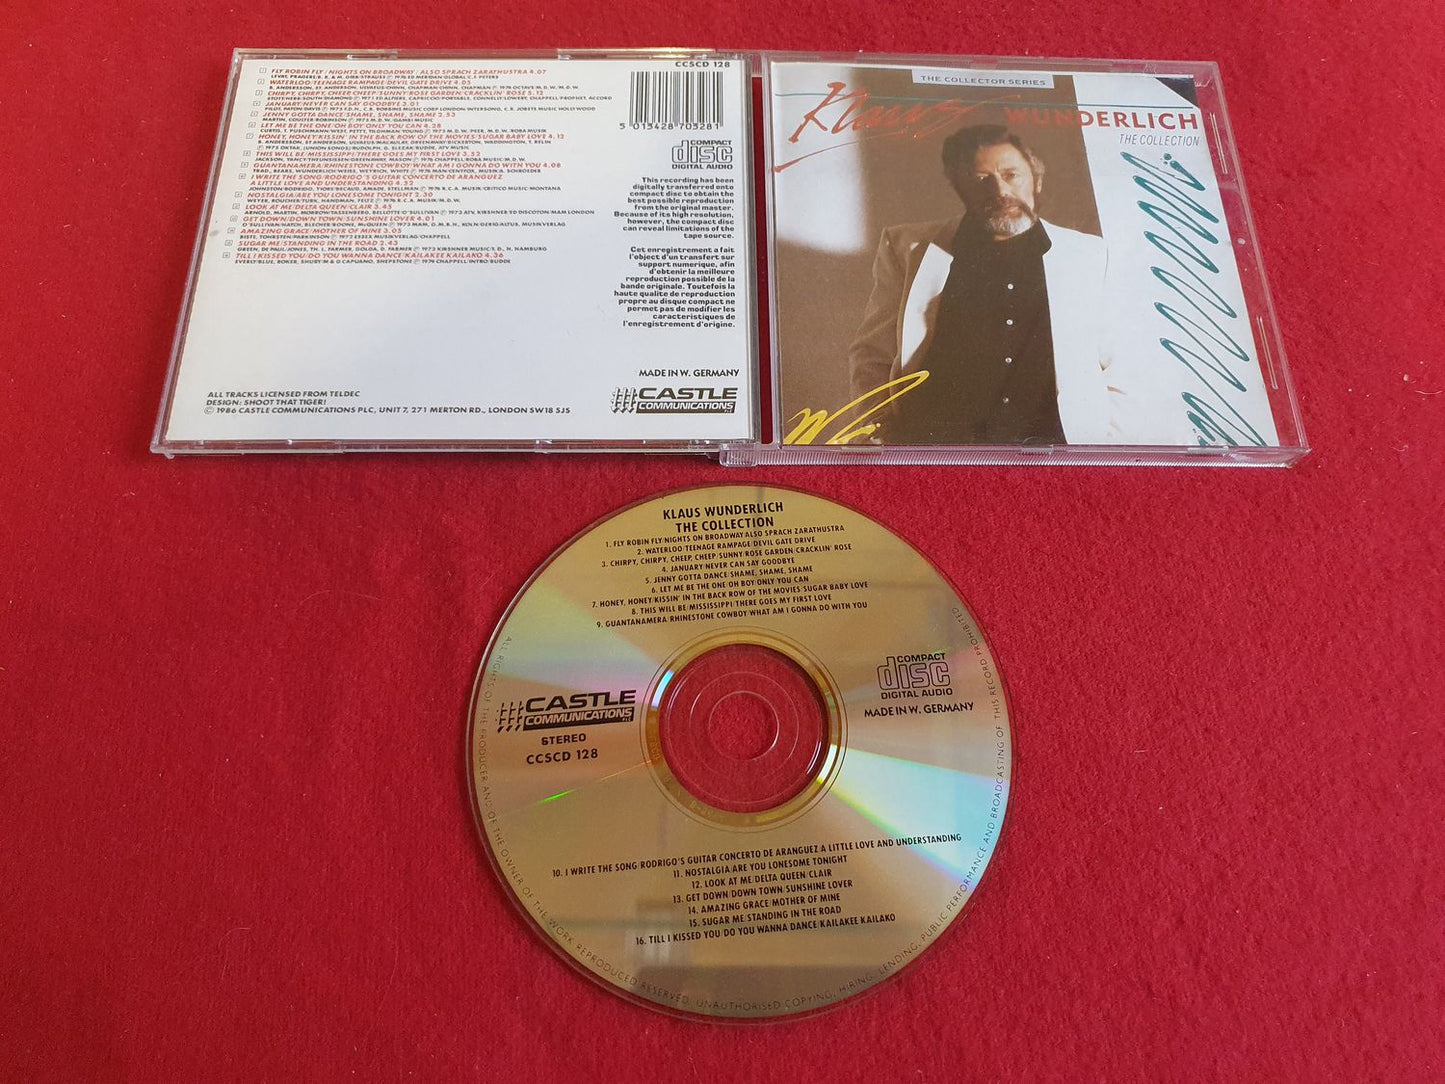 CCSCD 128
1 FLY ROBIN FLY / NIGHTS ON BROADWAY / ALSO SPRACH ZARATHUSTRA 4.07
WATERLOO/TEENAGE RAMPAGE/DEVIL GATE DRIVE 4.05
CHIRPY, CHIRPY, CHEEP CHEEP/SUNNY ROSE GARDEN/CRACKLIN' ROSE 5.12
JANUARY/NEVER CAN SAY GOODBYE 3.01
JENNY GOTTA DANCE/SHAME, SHAME, SHAME 2.53
LET ME BE THE ONE/OH BOY/ONLY YOU CAN 4.28
HONEY, HONEY/KISSIN' IN THE BACK ROW OF THE MOVIES/SUGAR BABY LOVE 4.12
THIS WILL BE/MISSISSIPPI/THERE GOES MY FIRST LOVE 3.52
GUANTANAMERA/RHINESTONE COWBOY/WHAT AM I GONNA DO WITH YOU 4.08
I WRITE THE SONG/RODRIGO'S GUITAR CONCERTO DE ARANGUEZ
A LITTLE LOVE AND UNDERSTANDING 4.52
NOSTALGIA/ARE YOU LONESOME TONIGHT 2.30
LOOK AT ME/DELTA QUEEN/CLAIR 3.45
GET DOWN/DOWN TOWN/SUNSHINE LOVER 4.01
AMAZING GRACE/MOTHER OF MINE 3.05
SUGAR ME/STANDING IN THE ROAD 2.43
TILL I KISSED YOU/DO YOU WANNA DANCE/KAILAKEE KAILAKO 4.36
5 013428 703281
COMPACT
disc
DIGITAL AUDIO
This recording has been
digitally transferred onto
compact disc to obtain the
best possible reproduction
from the original master.
Because of its high resolution,
however, the compact disc
can reveal limitations of the
tape source.
Cet enregistrement a fait
l'object d'un transfert sur
support numerique, afin
d'obtenir la meilleure
reproduction possible de la
bande originale. Toutefois la
haute qualite de reproduction
propre au disque compact ne
permet pas de modifier les
caracteristiques de
l'enregistrement d'origine.
MADE IN W. GERMANY
CASTLE
COMMUNICATIONS PLC
ALL TRACKS LICENSED FROM TELDEC
DESIGN: SHOOT THAT TIGER!
© 1986 CASTLE COMMUNICATIONS PLC, UNIT 7, 271 MERTON RD., LONDON SW18 5JS
THE COLLECTOR SERIES
Klaus WUNDERLICH
THE COLLECTION
KLAUS WUNDERLICH
THE COLLECTION
1. FLY ROBIN FLY/NIGHTS ON BROADWAY/ALSO SPRACH ZARATHUSTRA
2. WATERLOO/TEENAGE RAMPAGE/DEVIL GATE DRIVE
3. CHIRPY, CHIRPY, CHEEP, CHEEP/SUNNY ROSE GARDEN/CRACKLIN' ROSE
4. JANUARY/NEVER CAN SAY GOODBYE
5. JENNY GOTTA DANCE/SHAME, SHAME, SHAME
6. LET ME BE THE ONE/OH BOY/ONLY YOU CAN
7. HONEY, HONEY/KISSIN' IN THE BACK ROW OF THE MOVIES/SUGAR BABY LOVE
8. THIS WILL BE/MISSISSIPPI/THERE GOES MY FIRST LOVE
9. GUANTANAMERA/RHINESTONE COWBOY/WHAT AM I GONNA DO WITH YOU
CASTLE
COMMUNICATIONS PLC
STEREO
CCSCD 128
COMPACT
disc
DIGITAL AUDIO
MADE IN W. GERMANY
10. I WRITE THE SONG/RODRIGO'S GUITAR CONCERTO DE ARANGUEZ A LITTLE LOVE AND UNDERSTANDING
11. NOSTALGIA/ARE YOU LONESOME TONIGHT
12. LOOK AT ME/DELTA QUEEN/CLAIR
13. GET DOWN/DOWN TOWN/SUNSHINE LOVER
14. AMAZING GRACE/MOTHER OF MINE
15. SUGAR ME/STANDING IN THE ROAD
16. TILL I KISSED YOU/DO YOU WANNA DANCE/KAILAKEE KAILAKO
ALL RIGHTS OF THE PRODUCER AND OF THE OWNER OF THE WORK REPRODUCED RESERVED. UNAUTHORISED COPYING, HIRING, LENDING, PUBLIC PERFORMANCE AND BROADCASTING OF THIS RECORD PROHIBITED